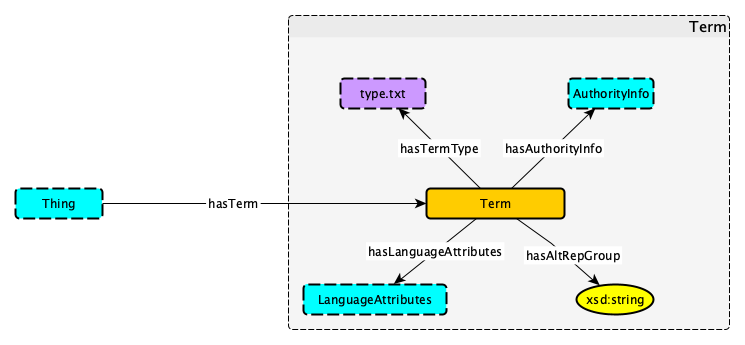 Term
type.txt
AuthorityInfo
hasTermType
hasAuthorityInfo
Thing
hasTerm
Term
hasLanguageAttributes
hasAltRepGroup
LanguageAttributes
xsd:string